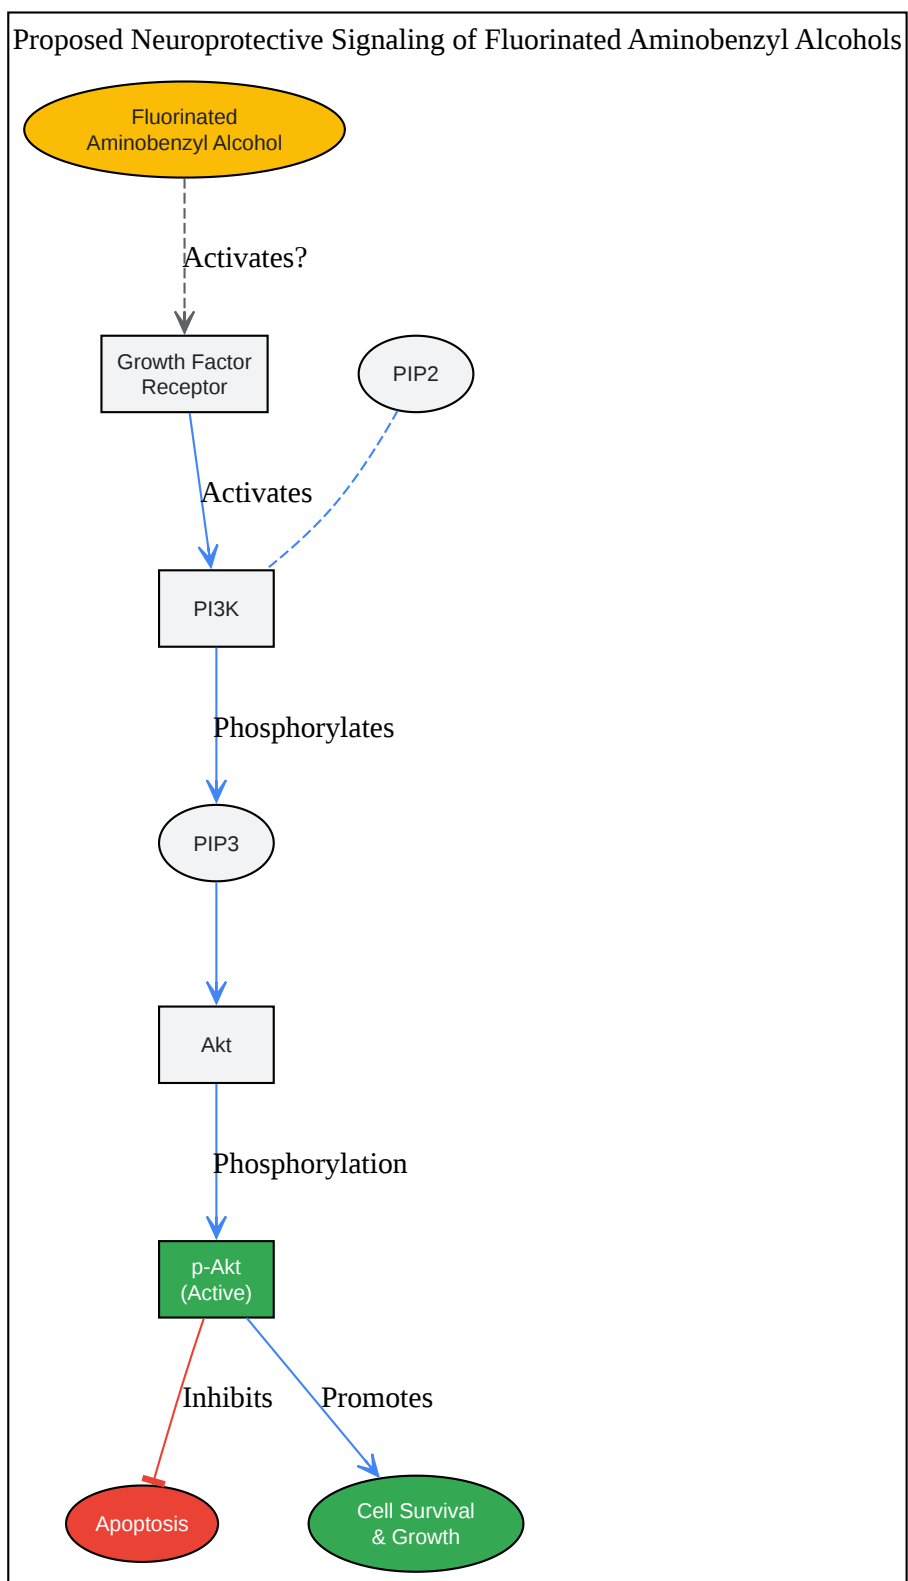 Proposed Neuroprotective Signaling of Fluorinated Aminobenzyl Alcohols
Fluorinated
Aminobenzyl Alcohol
Activates?
Growth Factor
Receptor
PIP2
Activates
PI3K
Phosphorylates
PIP3
Akt
Phosphorylation
p-Akt
(Active)
Inhibits
Promotes
Apoptosis
Cell Survival
& Growth